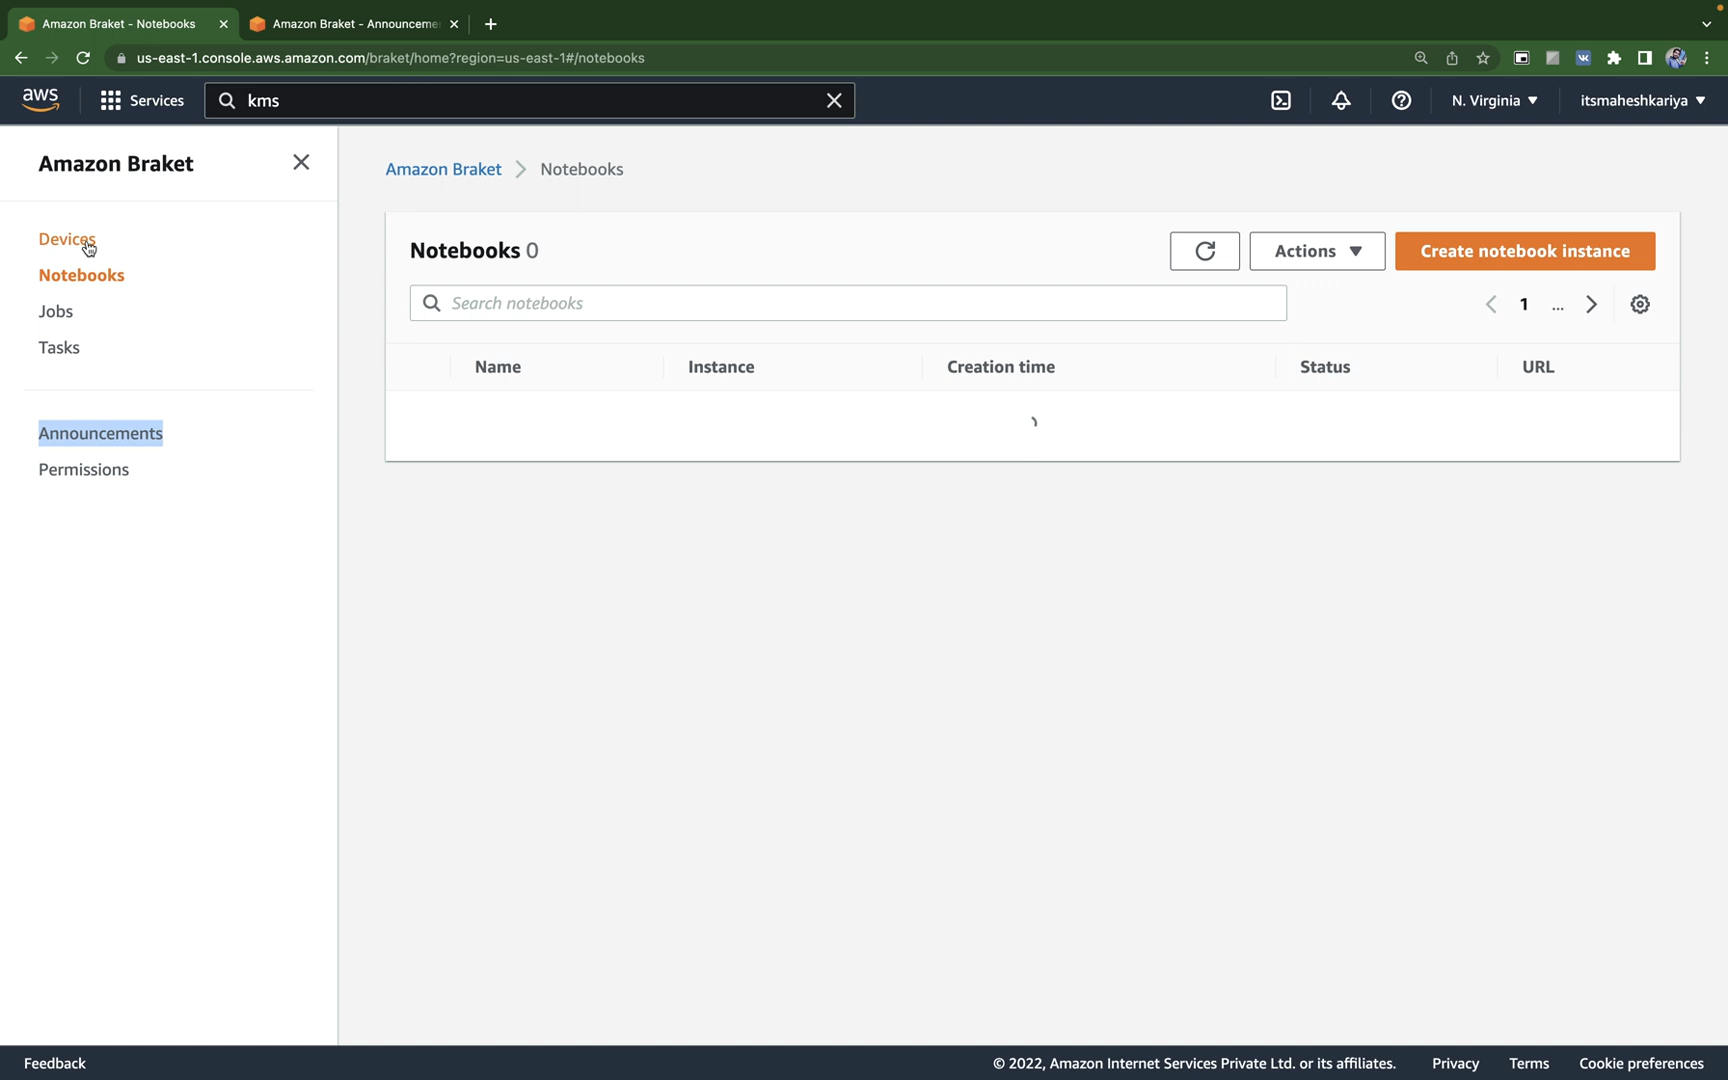 Amazon Braket - Notebooks
Amazon Braket - Announceme
us-east-1.console.aws.amazon.com/braket/home?region=us-east-1#/notebooks
aws
Services
kms
N. Virginia
itsmaheshkariya
Amazon Braket
Devices
Notebooks
Jobs
Tasks
Announcements
Permissions
Amazon Braket
Notebooks
Notebooks 0
Actions
Create notebook instance
Search notebooks
1
...
Name
Instance
Creation time
Status
URL
Feedback
© 2022, Amazon Internet Services Private Ltd. or its affiliates.
Privacy
Terms
Cookie preferences